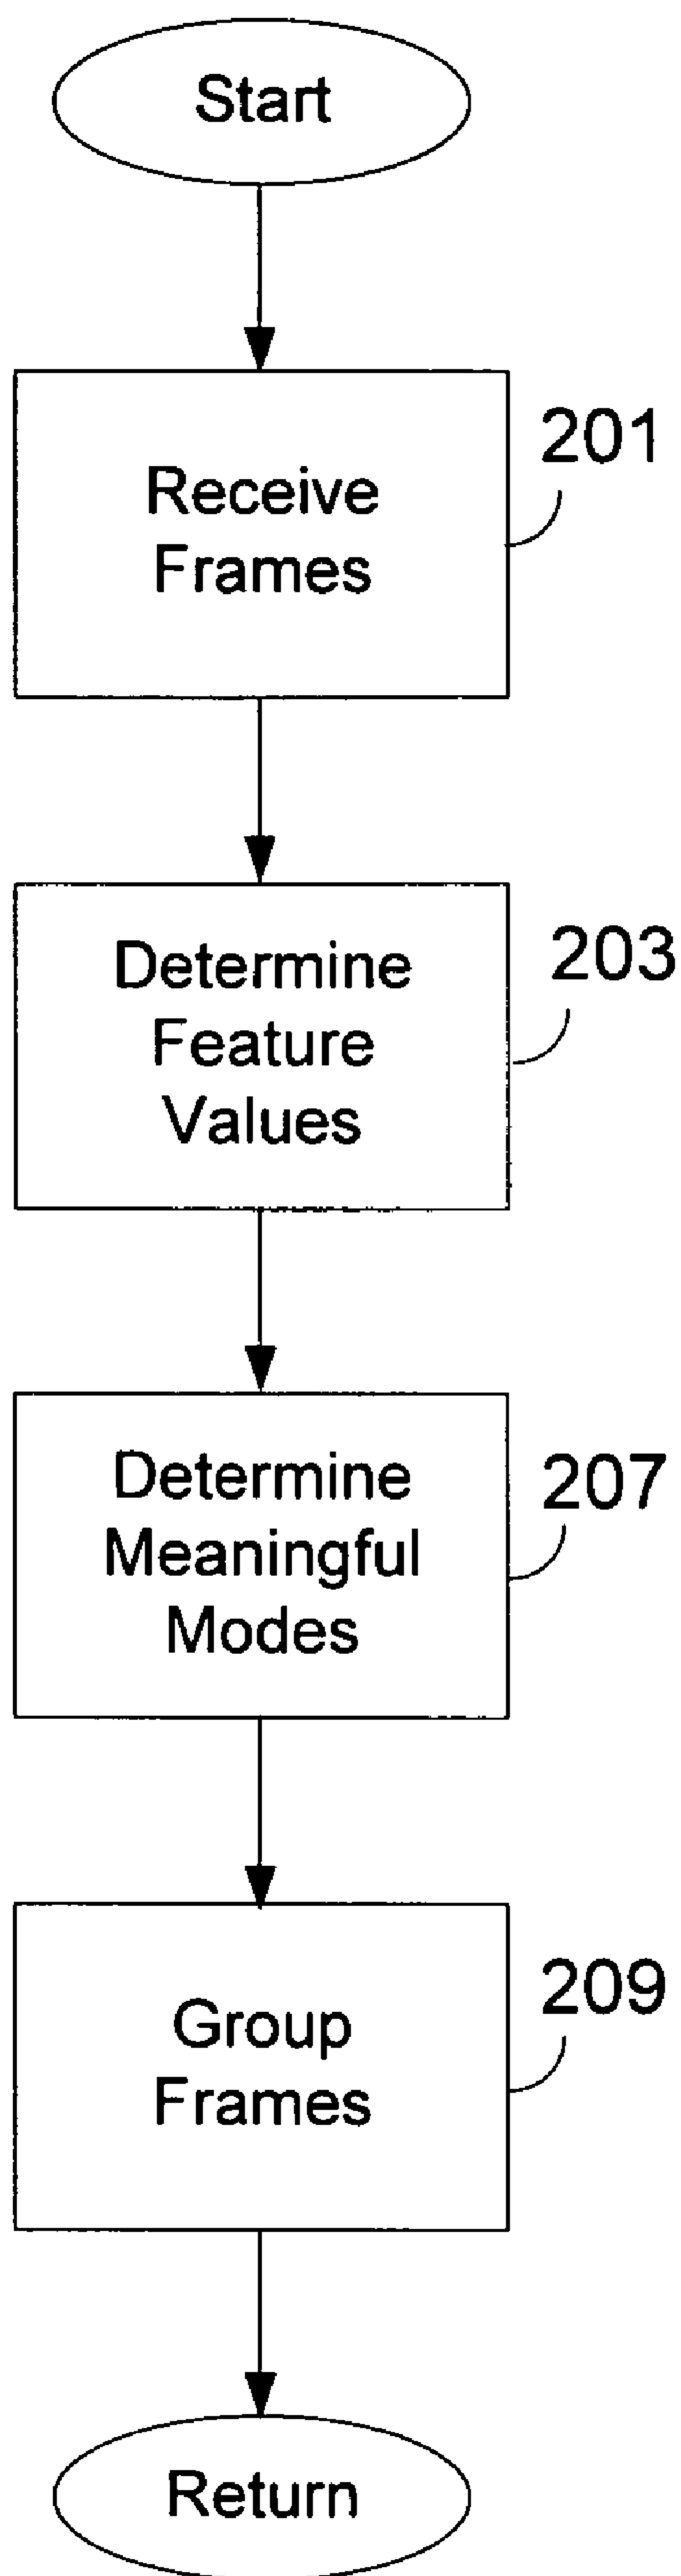 Start
201
Receive
Frames
203
Determine
Feature
Values
207
Determine
Meaningful
Modes
209
Group
Frames
Return